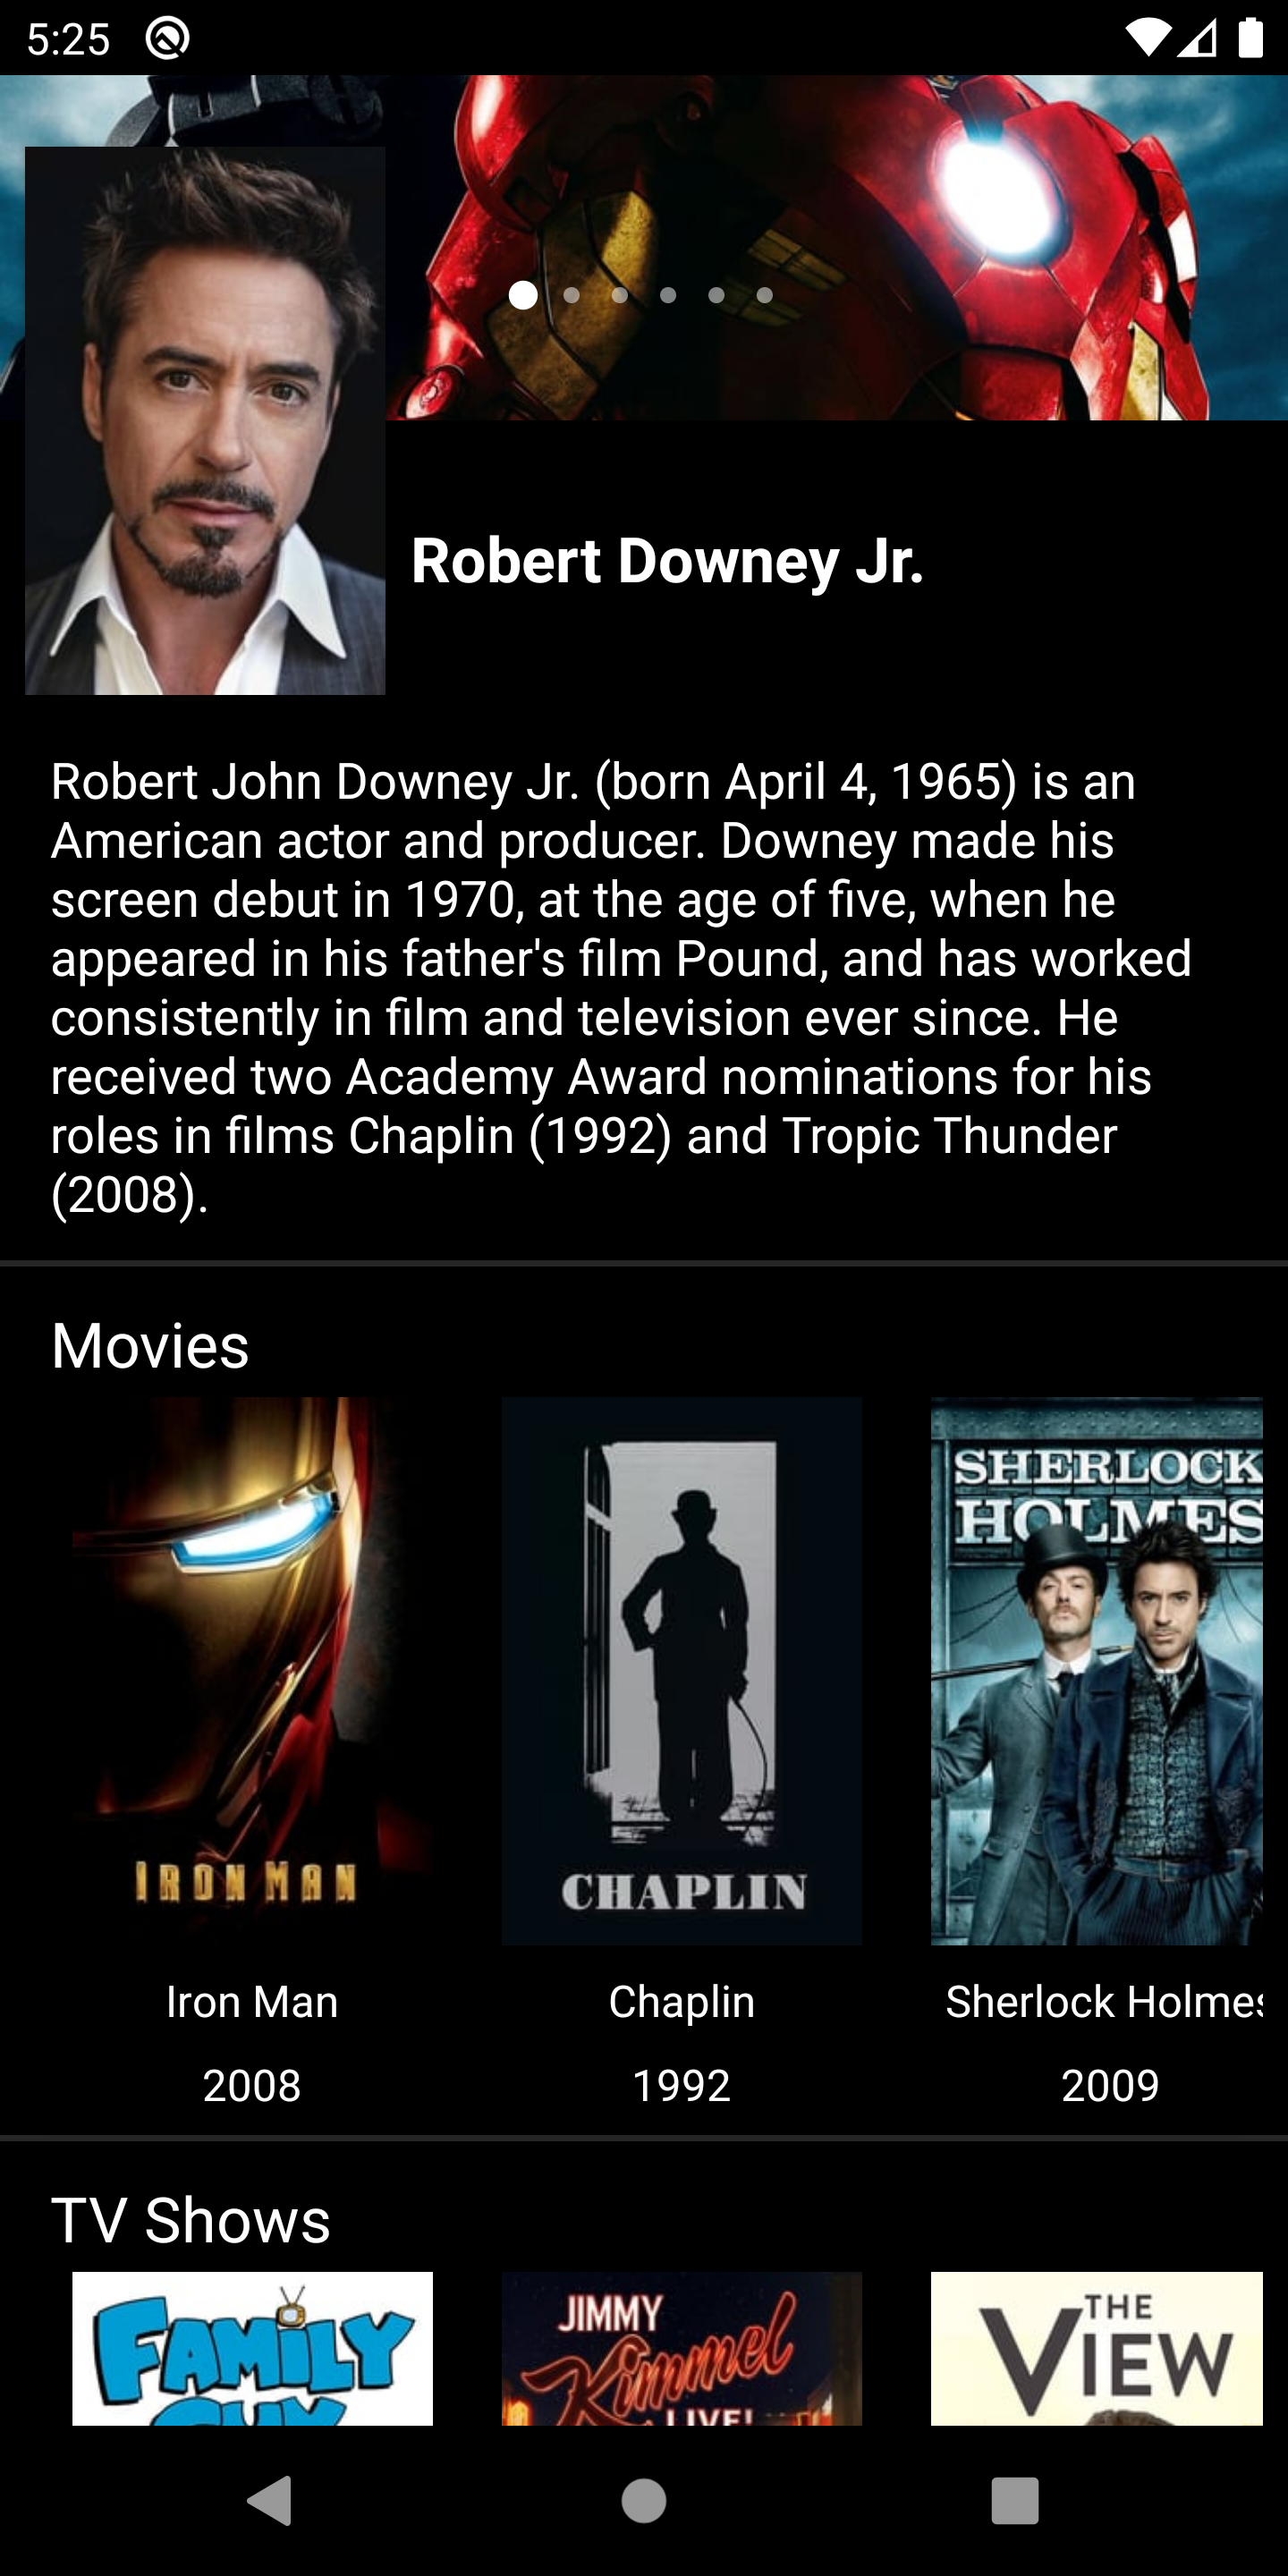 5:25
Robert Downey Jr.
Robert John Downey Jr. (born April 4, 1965) is an
American actor and producer. Downey made his
screen debut in 1970, at the age of five, when he
appeared in his father's film Pound, and has worked
consistently in film and television ever since. He
received two Academy Award nominations for his
roles in films Chaplin (1992) and Tropic Thunder
(2008).
Movies
IRON MAN
CHAPLIN
SHERLOCK
HOLMES
Iron Man
Chaplin
Sherlock Holmes
2008
1992
2009
TV Shows
FAMILY
GUY
JIMMY
Kimmel
LIVE!
THE
VIEW